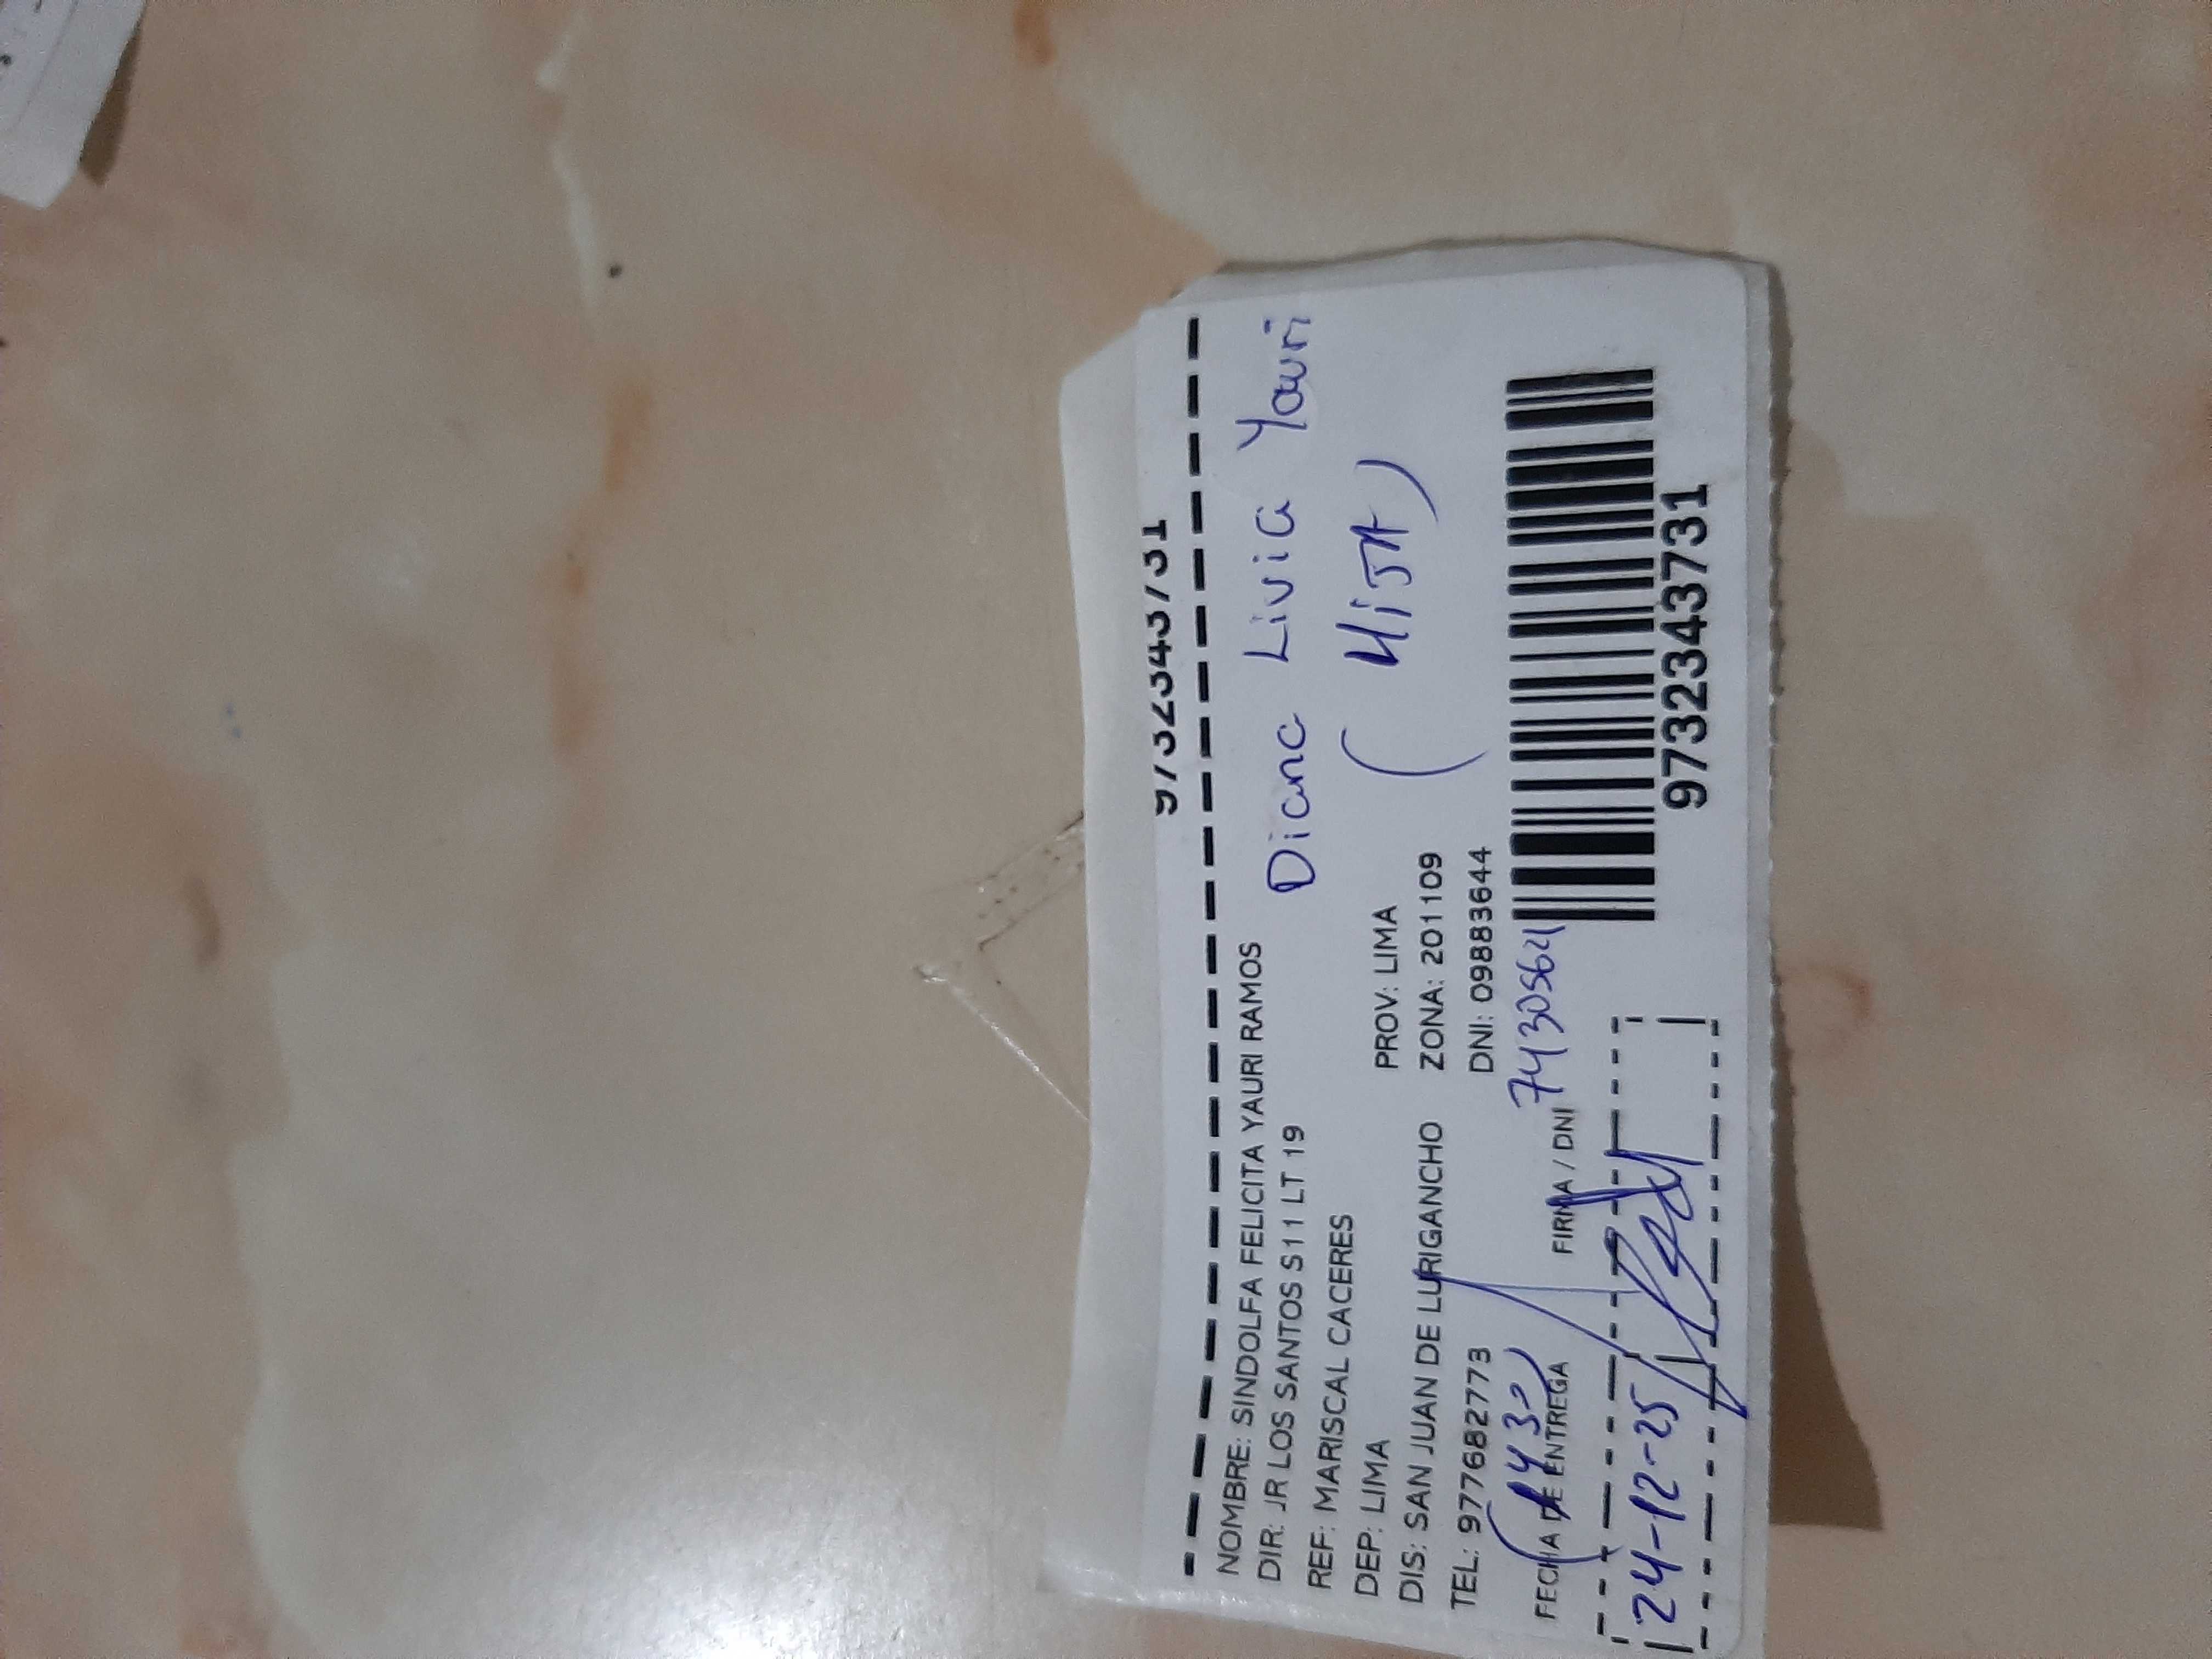 9732343731
NOMBRE: SINDOLFA FELICITA YAURI RAMOS
DIR: JR LOS SANTOS S11 LT 19
Diana Livia Yauri
REF: MARISCAL CACERES
(HIJA)
DEP: LIMA PROV: LIMA
DIS: SAN JUAN DE LURIGANCHO ZONA: 201109
TEL: 977682773 DNI: 09883644
(1430)
FECHA DE ENTREGA FIRMA / DNI 74305621
24-12-25
9732343731